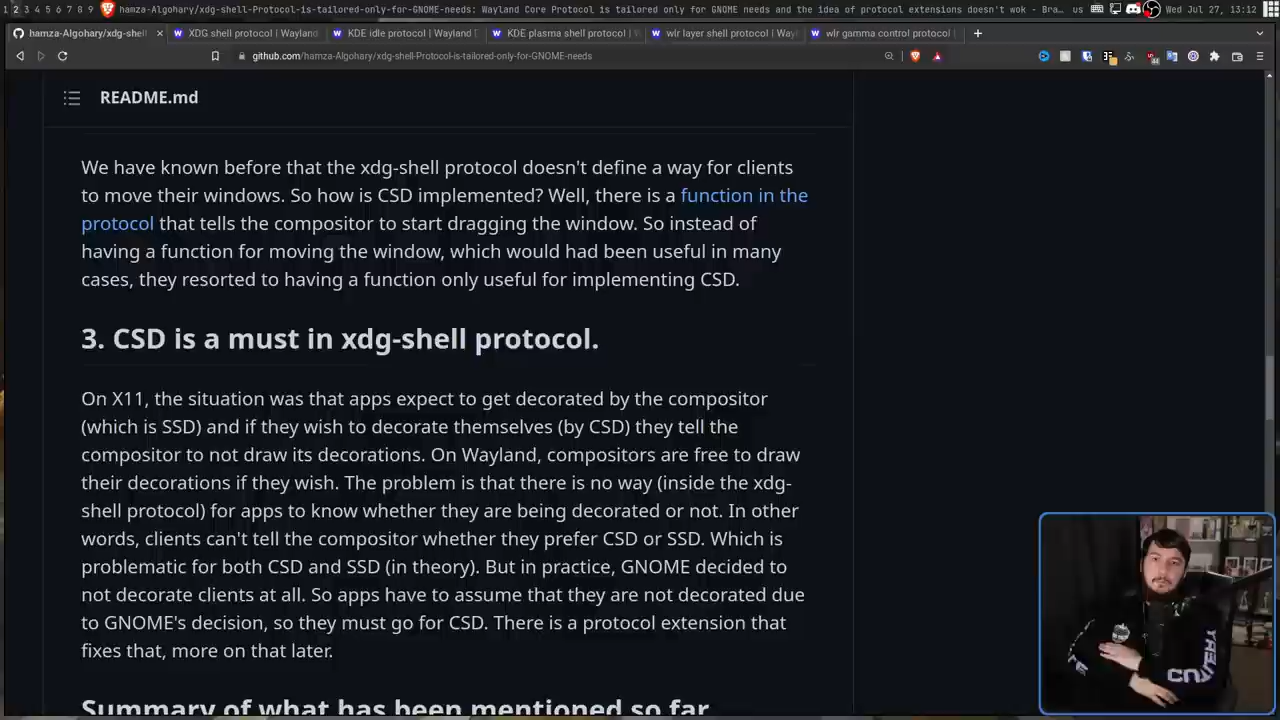 1 2 3 4 5 6 7 8 9 hamza-Algohary/xdg-shell-Protocol-is-tailored-only-for-GNOME-needs: Wayland Core Protocol is tailored only for GNOME needs and the idea of protocol extensions doesn't wok - Bra… us Wed Jul 27, 13:12
hamza-Algohary/xdg-shell XDG shell protocol | Wayland KDE idle protocol | Wayland KDE plasma shell protocol | W wlr layer shell protocol | Wayl wlr gamma control protocol |
github.com/hamza-Algohary/xdg-shell-Protocol-is-tailored-only-for-GNOME-needs
README.md
We have known before that the xdg-shell protocol doesn't define a way for clients
to move their windows. So how is CSD implemented? Well, there is a function in the
protocol that tells the compositor to start dragging the window. So instead of
having a function for moving the window, which would had been useful in many
cases, they resorted to having a function only useful for implementing CSD.
3. CSD is a must in xdg-shell protocol.
On X11, the situation was that apps expect to get decorated by the compositor
(which is SSD) and if they wish to decorate themselves (by CSD) they tell the
compositor to not draw its decorations. On Wayland, compositors are free to draw
their decorations if they wish. The problem is that there is no way (inside the xdg-
shell protocol) for apps to know whether they are being decorated or not. In other
words, clients can't tell the compositor whether they prefer CSD or SSD. Which is
problematic for both CSD and SSD (in theory). But in practice, GNOME decided to
not decorate clients at all. So apps have to assume that they are not decorated due
to GNOME's decision, so they must go for CSD. There is a protocol extension that
fixes that, more on that later.
Summary of what has been mentioned so far